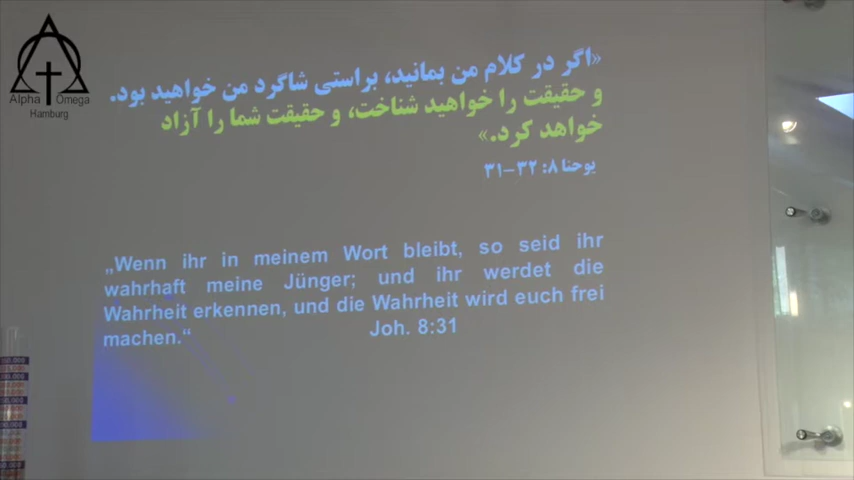 Alpha Omega
Hamburg
«اگر در کلام من بمانید، براستی شاگرد من خواهید بود.
و حقیقت را خواهید شناخت، و حقیقت شما را آزاد
خواهد کرد.»
یوحنا ۸: ۳۲–۳۱
„Wenn ihr in meinem Wort bleibt, so seid ihr
wahrhaft meine Jünger; und ihr werdet die
Wahrheit erkennen, und die Wahrheit wird euch frei
machen.“ Joh. 8:31